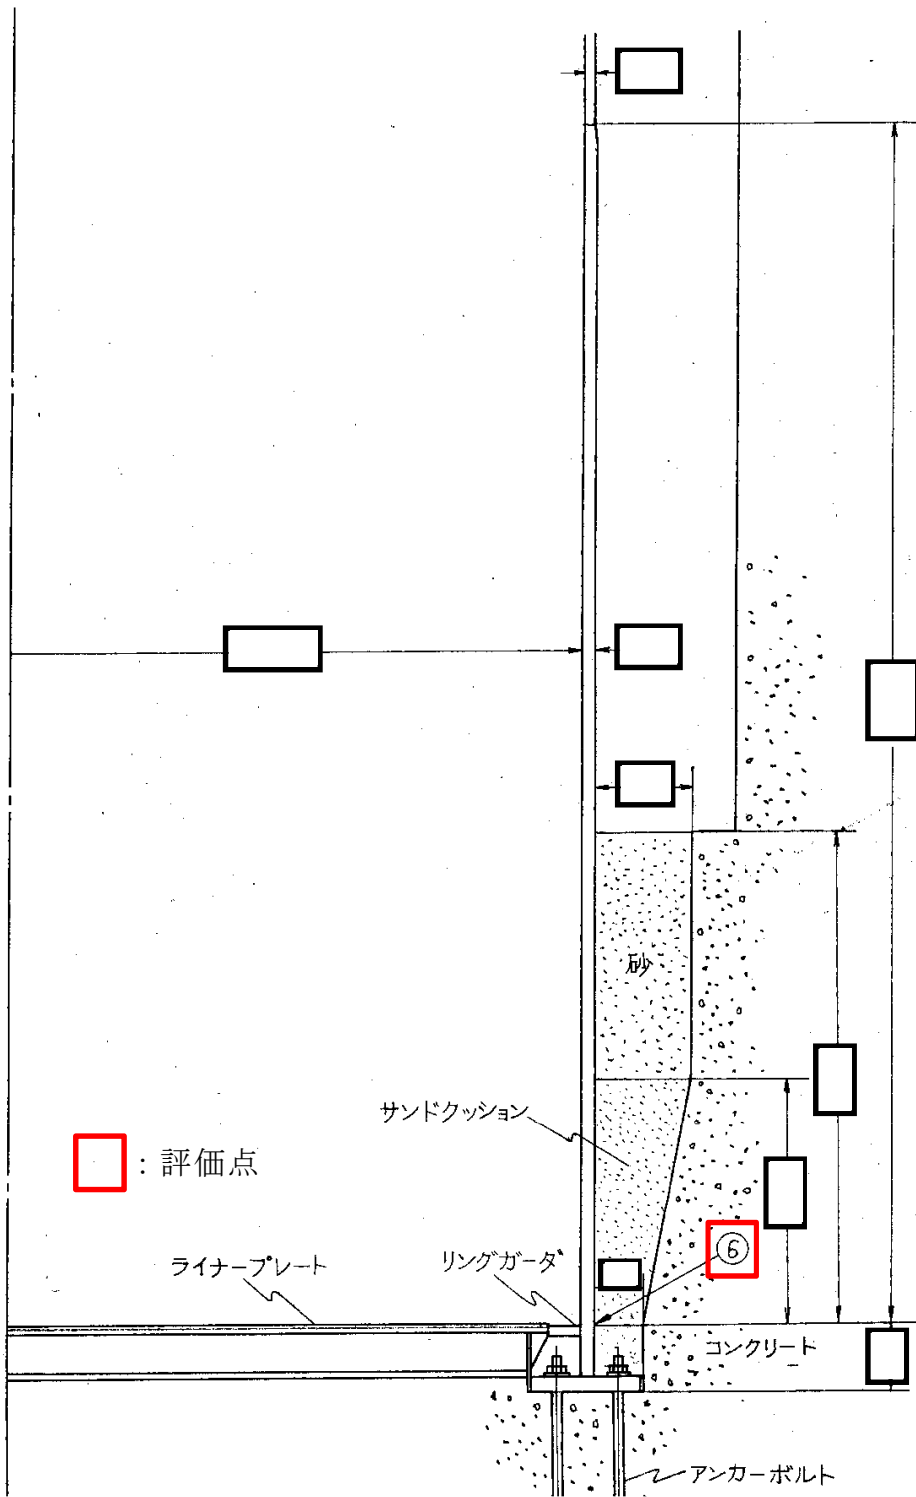 砂
サンドクッション
: 評価点
⑥
ライナープレート
リングガーダ
コンクリート
アンカーボルト